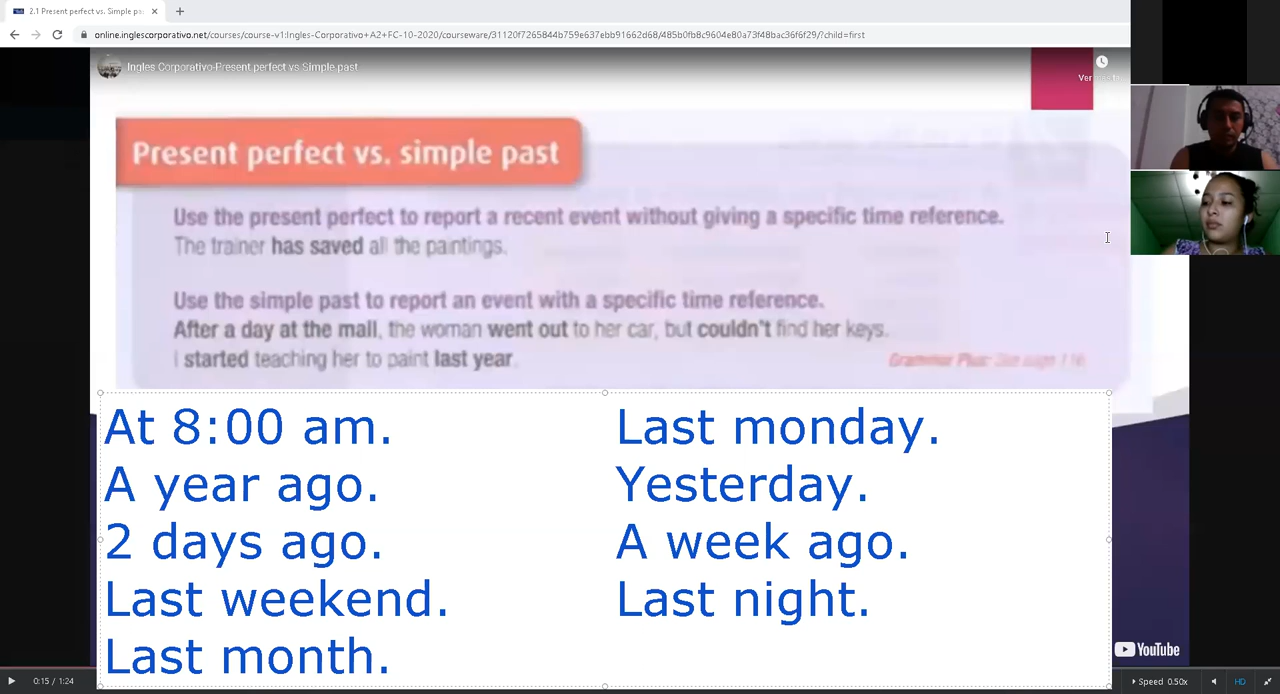 2.1 Present perfect vs. Simple pa
online.inglescorporativo.net/courses/course-v1:Ingles-Corporativo+A2+FC-10-2020/courseware/31120f7265844b759e637ebb91662d68/485b0fb8c9604e80a73f48bac36f6f29/?child=first
Ingles Corporativo-Present perfect vs Simple past
Ver
Present perfect vs. simple past
Use the present perfect to report a recent event without giving a specific time reference.
The trainer has saved all the paintings.
Use the simple past to report an event with a specific time reference.
After a day at the mall, the woman went out to her car, but couldn't find her keys.
I started teaching her to paint last year.
Grammar Plus: See page 116
At 8:00 am.
A year ago.
2 days ago.
Last weekend.
Last month.
Last monday.
Yesterday.
A week ago.
Last night.
YouTube
0:15 / 1:24
Speed 0.50x
HD